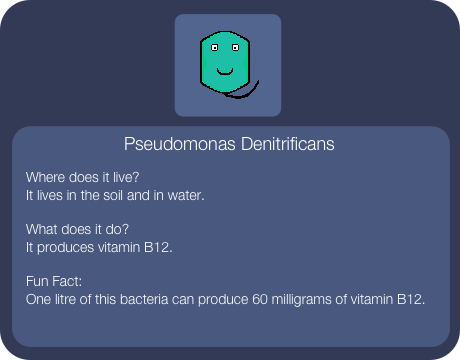 Pseudomonas Denitrificans
Where does it live?
It lives in the soil and in water.
What does it do?
It produces vitamin B12.
Fun Fact:
One litre of this bacteria can produce 60 milligrams of vitamin B12.